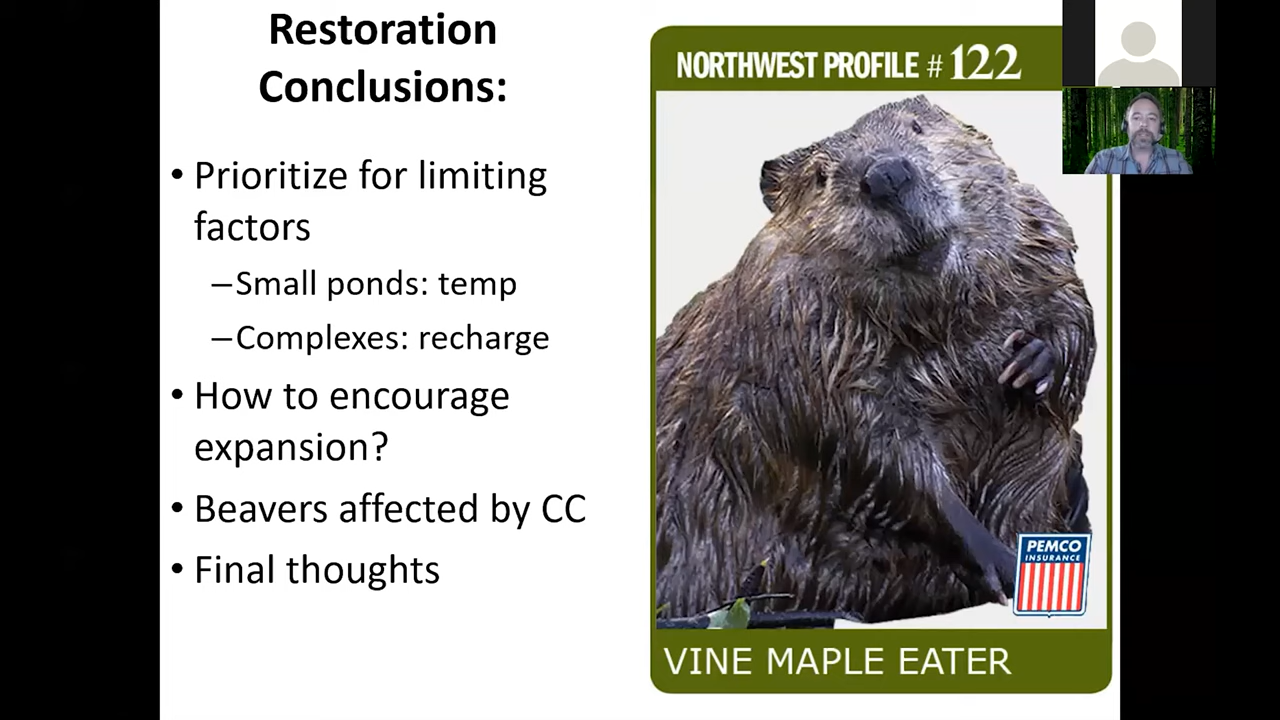 Restoration
Conclusions:
• Prioritize for limiting
factors
–Small ponds: temp
–Complexes: recharge
• How to encourage
expansion?
• Beavers affected by CC
• Final thoughts
NORTHWEST PROFILE # 122
PEMCO
INSURANCE
VINE MAPLE EATER